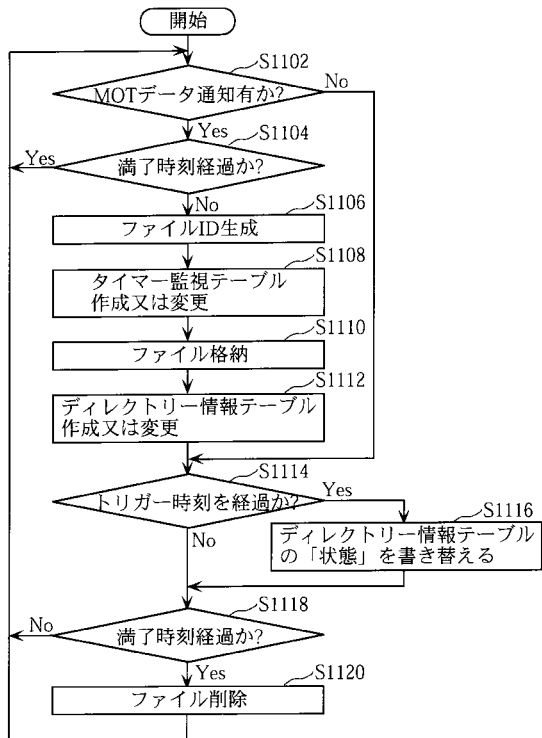 開始
S1102
MOTデータ通知有か?
No
Yes
S1104
Yes
満了時刻経過か?
No
S1106
ファイルID生成
S1108
タイマー監視テーブル
作成又は変更
S1110
ファイル格納
S1112
ディレクトリー情報テーブル
作成又は変更
S1114
トリガー時刻を経過か?
Yes
No
S1116
ディレクトリー情報テーブル
の「状態」を書き替える
S1118
No
満了時刻経過か?
Yes
S1120
ファイル削除